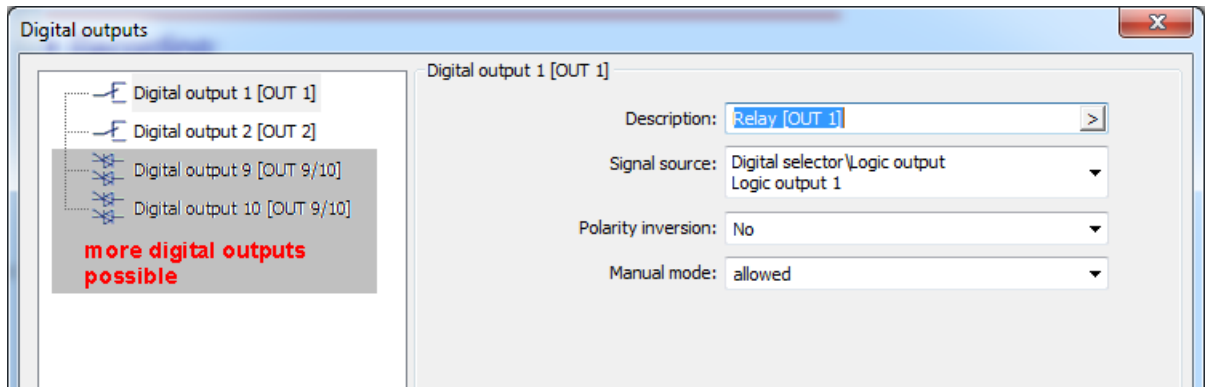 Digital outputs
X
Digital output 1 [OUT 1]
Digital output 2 [OUT 2]
Digital output 9 [OUT 9/10]
Digital output 10 [OUT 9/10]
more digital outputs
possible
Digital output 1 [OUT 1]
Description: Relay [OUT 1] >
Signal source: Digital selector\Logic output
Logic output 1
Polarity inversion: No
Manual mode: allowed